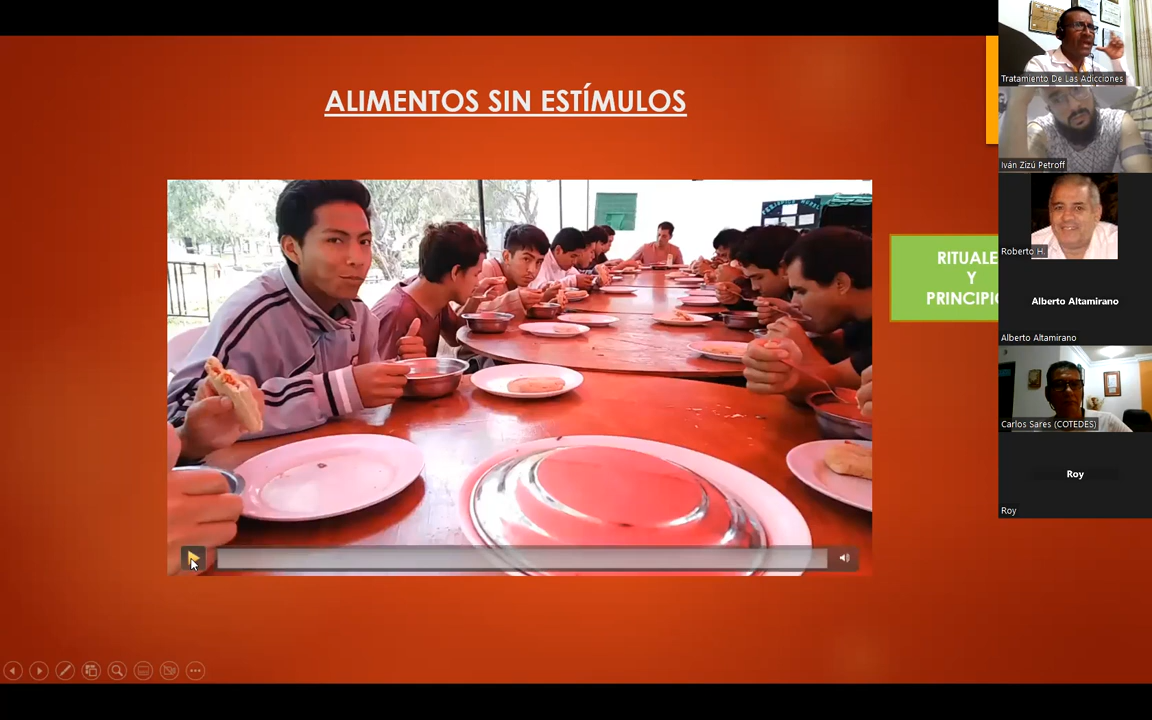 ALIMENTOS SIN ESTÍMULOS
RITUALE
Y
PRINCIPIO
Tratamiento De Las Adicciones
Iván Zizú Petroff
Roberto H.
Alberto Altamirano
Alberto Altamirano
Carlos Sares (COTEDES)
Roy
Roy